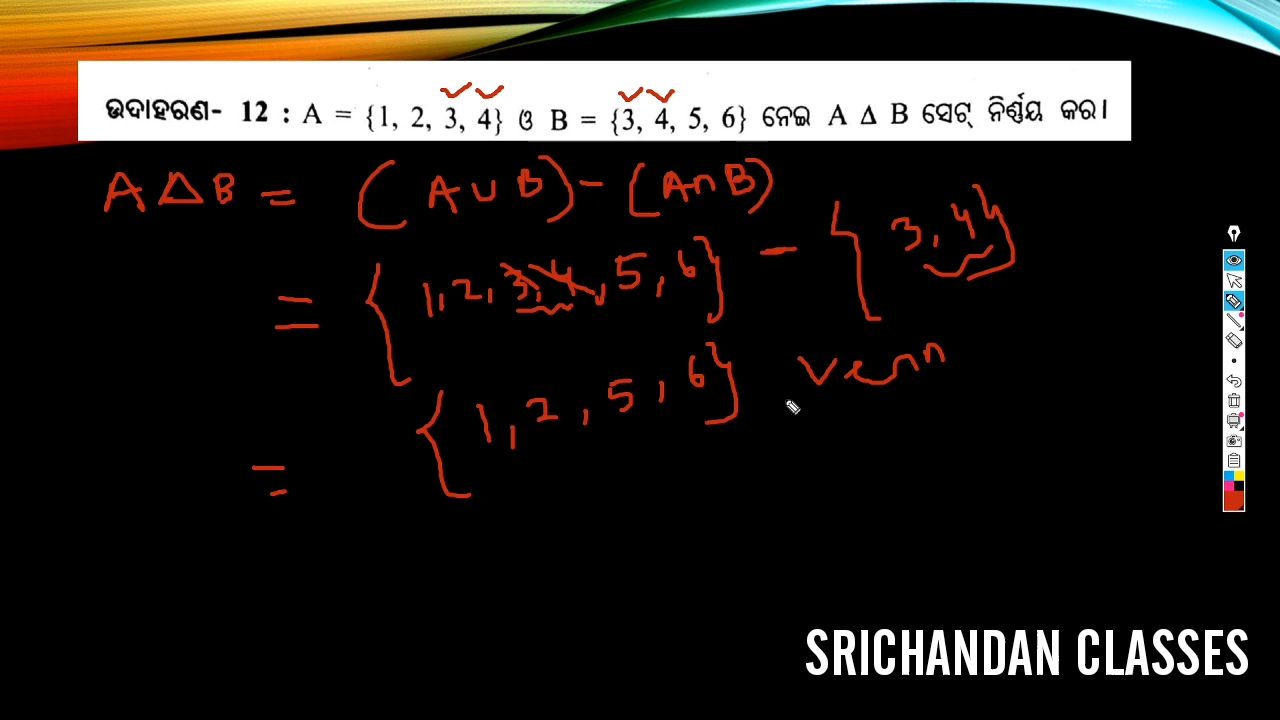 ଉଦାହରଣ- 12 : A = {1, 2, 3, 4} ଓ B = {3, 4, 5, 6} ନେଇ A Δ B ସେଟ୍ ନିର୍ଣ୍ଣୟ କର।
A Δ B = (A ∪ B) - (A ∩ B)
= {1, 2, 3, 4, 5, 6} - {3, 4}
= {1, 2, 5, 6} venn
SRICHANDAN CLASSES